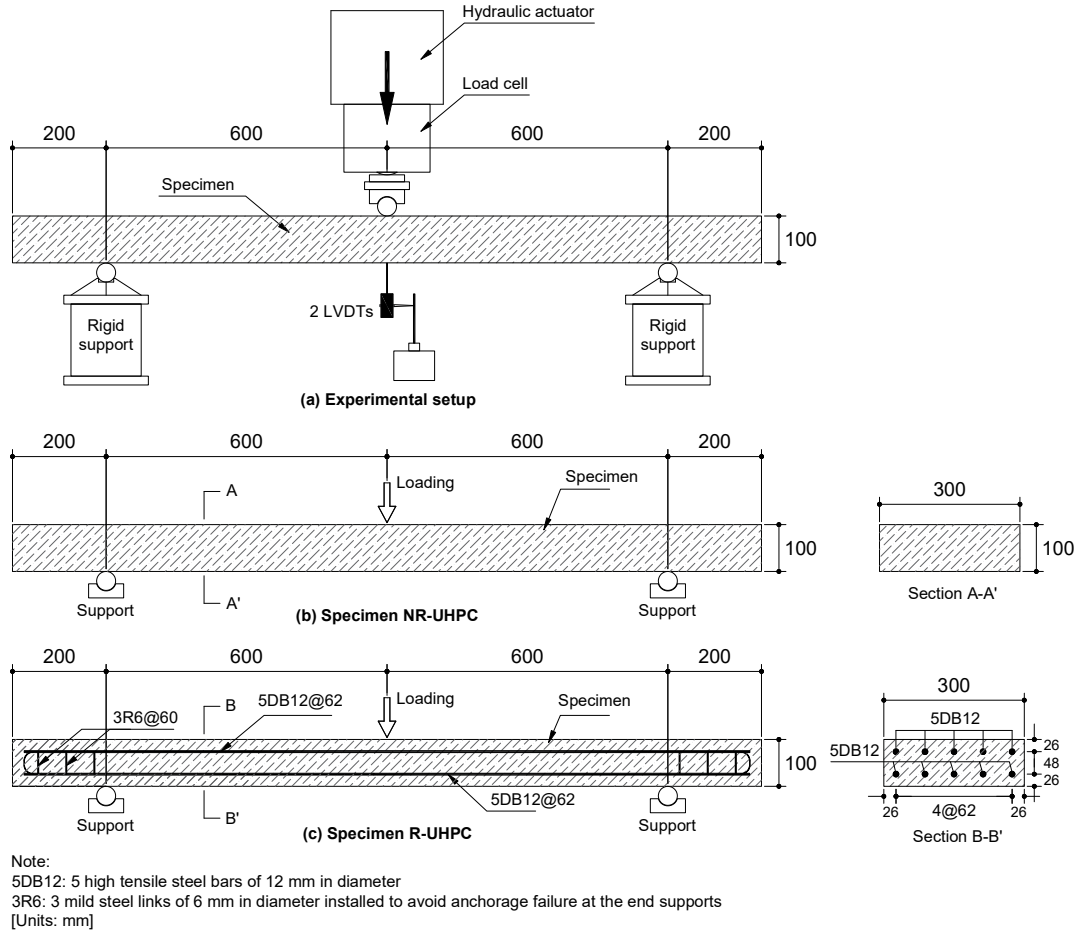 Hydraulic actuator
Load cell
200 600 600 200
Specimen
100
2 LVDTs
Rigid
support
Rigid
support
(a) Experimental setup
200 600 600 200
A
Loading
Specimen
300
100
100
Support
A'
Support
Section A-A'
(b) Specimen NR-UHPC
200 600 600 200
B
Loading
Specimen
300
3R6@60
5DB12@62
5DB12
5DB12
26
100
48
26
5DB12@62
Support
B'
Support
26
4@62
26
(c) Specimen R-UHPC
Section B-B'
Note:
5DB12: 5 high tensile steel bars of 12 mm in diameter
3R6: 3 mild steel links of 6 mm in diameter installed to avoid anchorage failure at the end supports
[Units: mm]